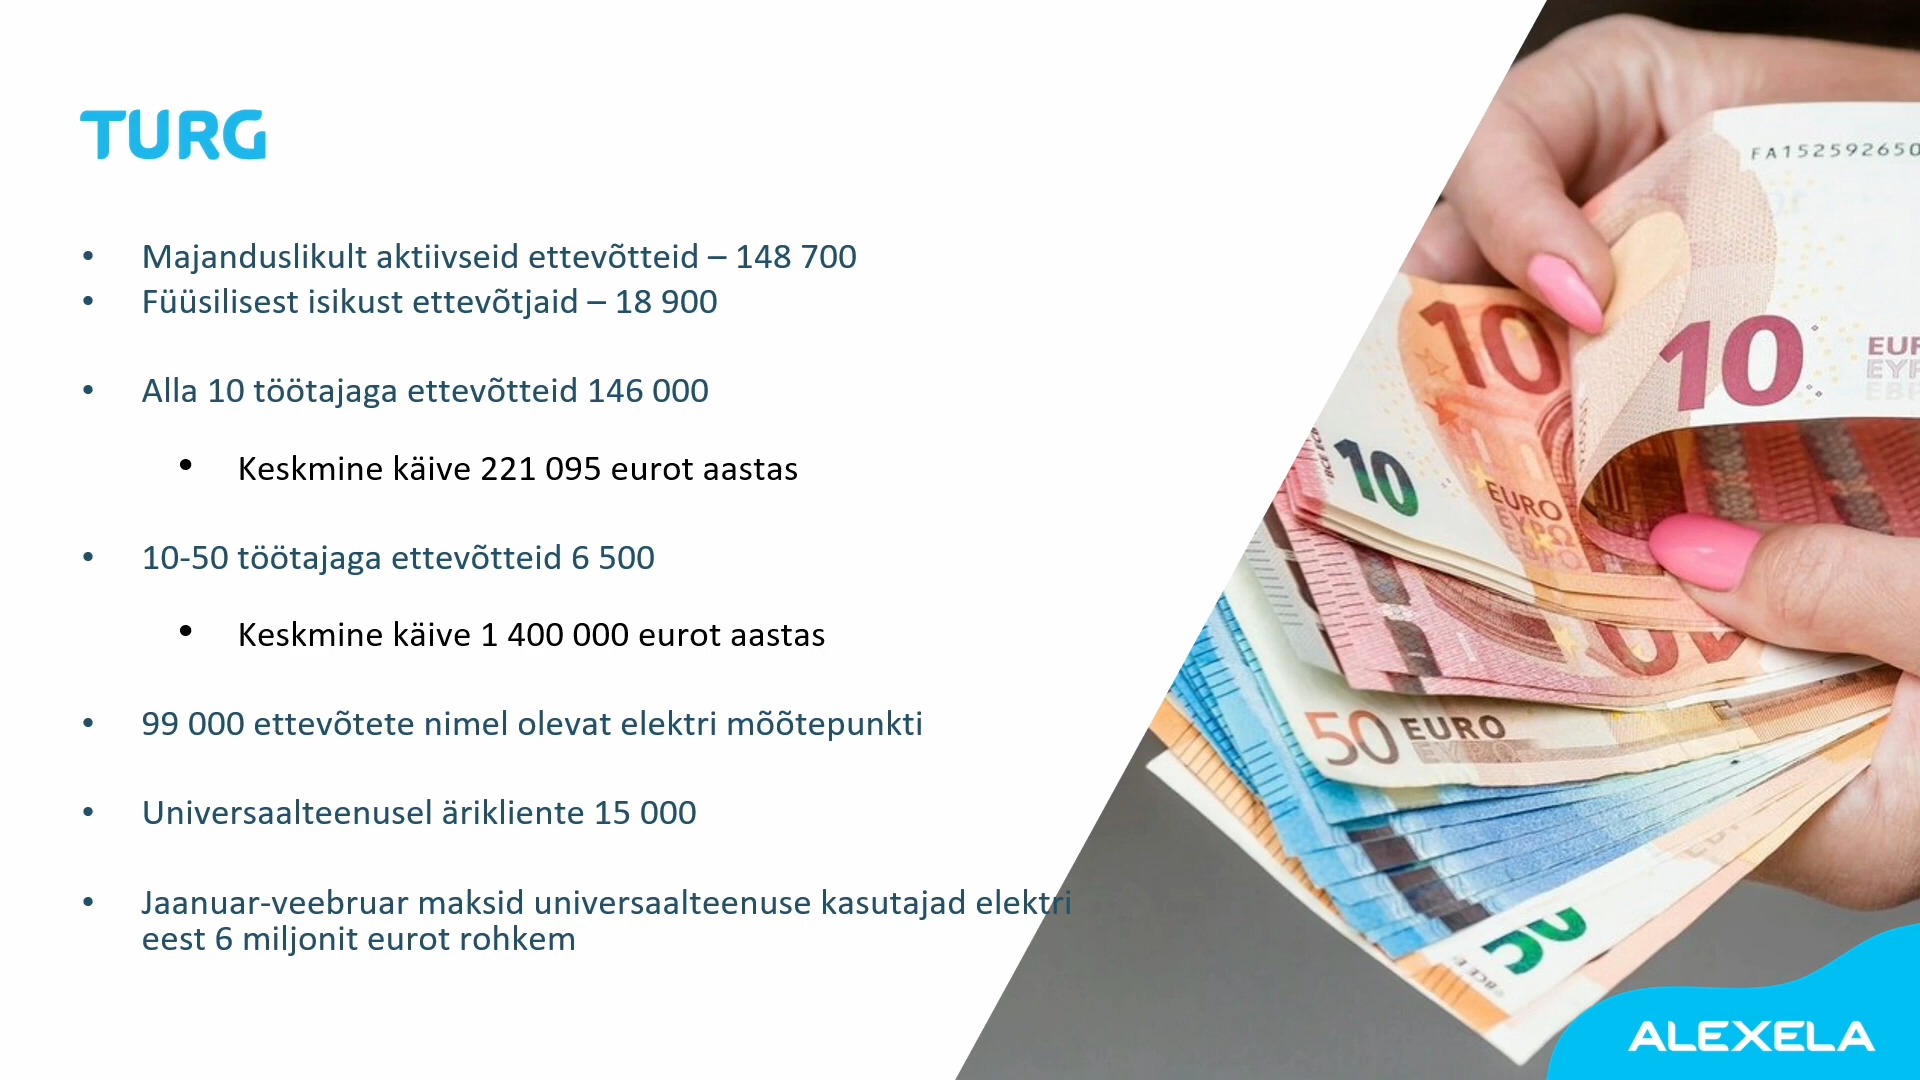 TURG
• Majanduslikult aktiivseid ettevõtteid – 148 700
• Füüsilisest isikust ettevõtjaid – 18 900
• Alla 10 töötajaga ettevõtteid 146 000
• Keskmine käive 221 095 eurot aastas
• 10-50 töötajaga ettevõtteid 6 500
• Keskmine käive 1 400 000 eurot aastas
• 99 000 ettevõtete nimel olevat elektri mõõtepunkti
• Universaalteenusel ärikliente 15 000
• Jaanuar-veebruar maksid universaalteenuse kasutajad elektri
eest 6 miljonit eurot rohkem
FA152592650
10
10
EURO
10
EURO
50 EURO
50
ALEXELA